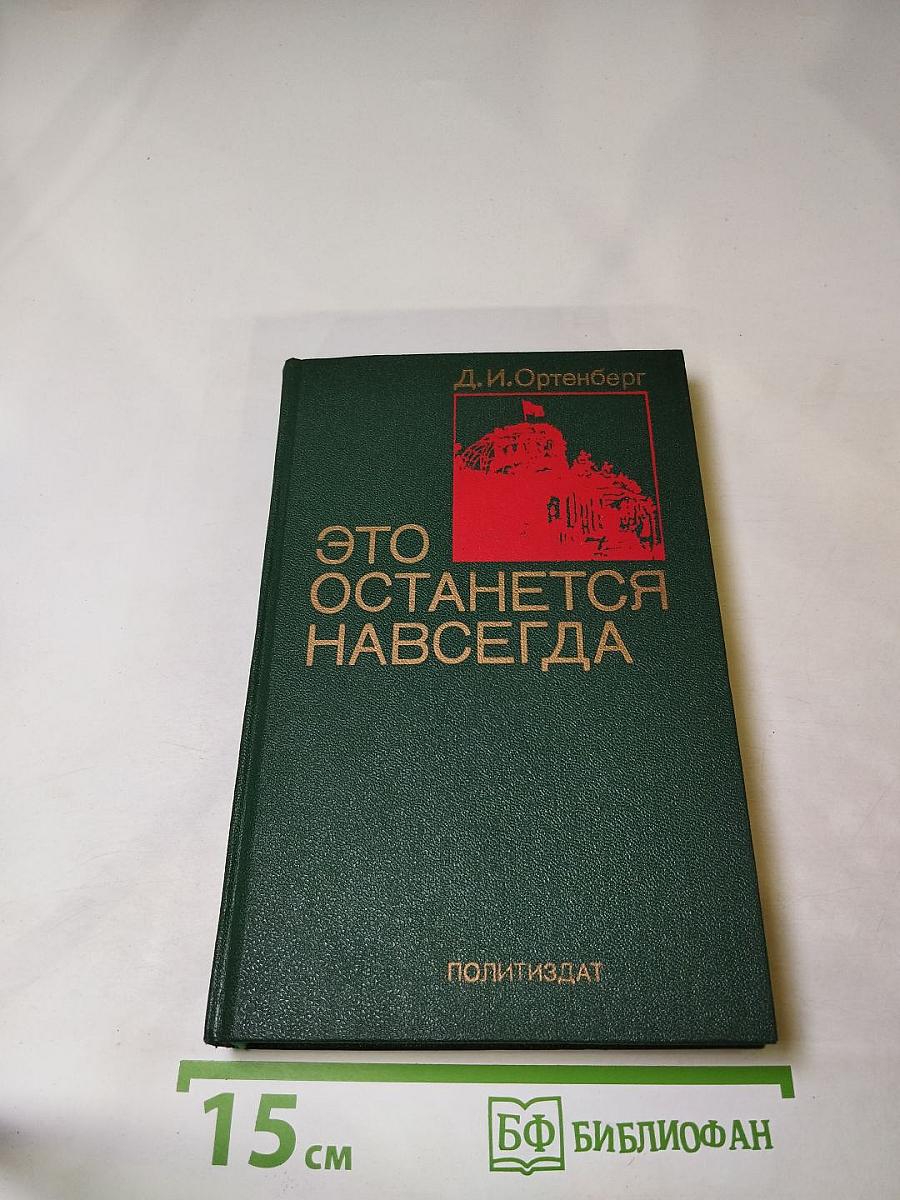 Д. И. Ортенберг
ЭТО
ОСТАНЕТСЯ
НАВСЕГДА
ПОЛИТИЗДАТ
15 см
БФ БИБЛИОФАН